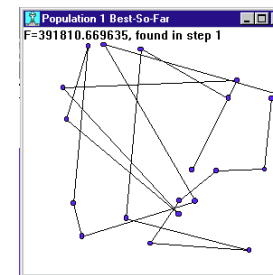 Population 1 Best-So-Far
F=391810.669635, found in step 1